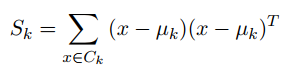 S_k = \sum_{x \in C_k} (x - \mu_k)(x - \mu_k)^T